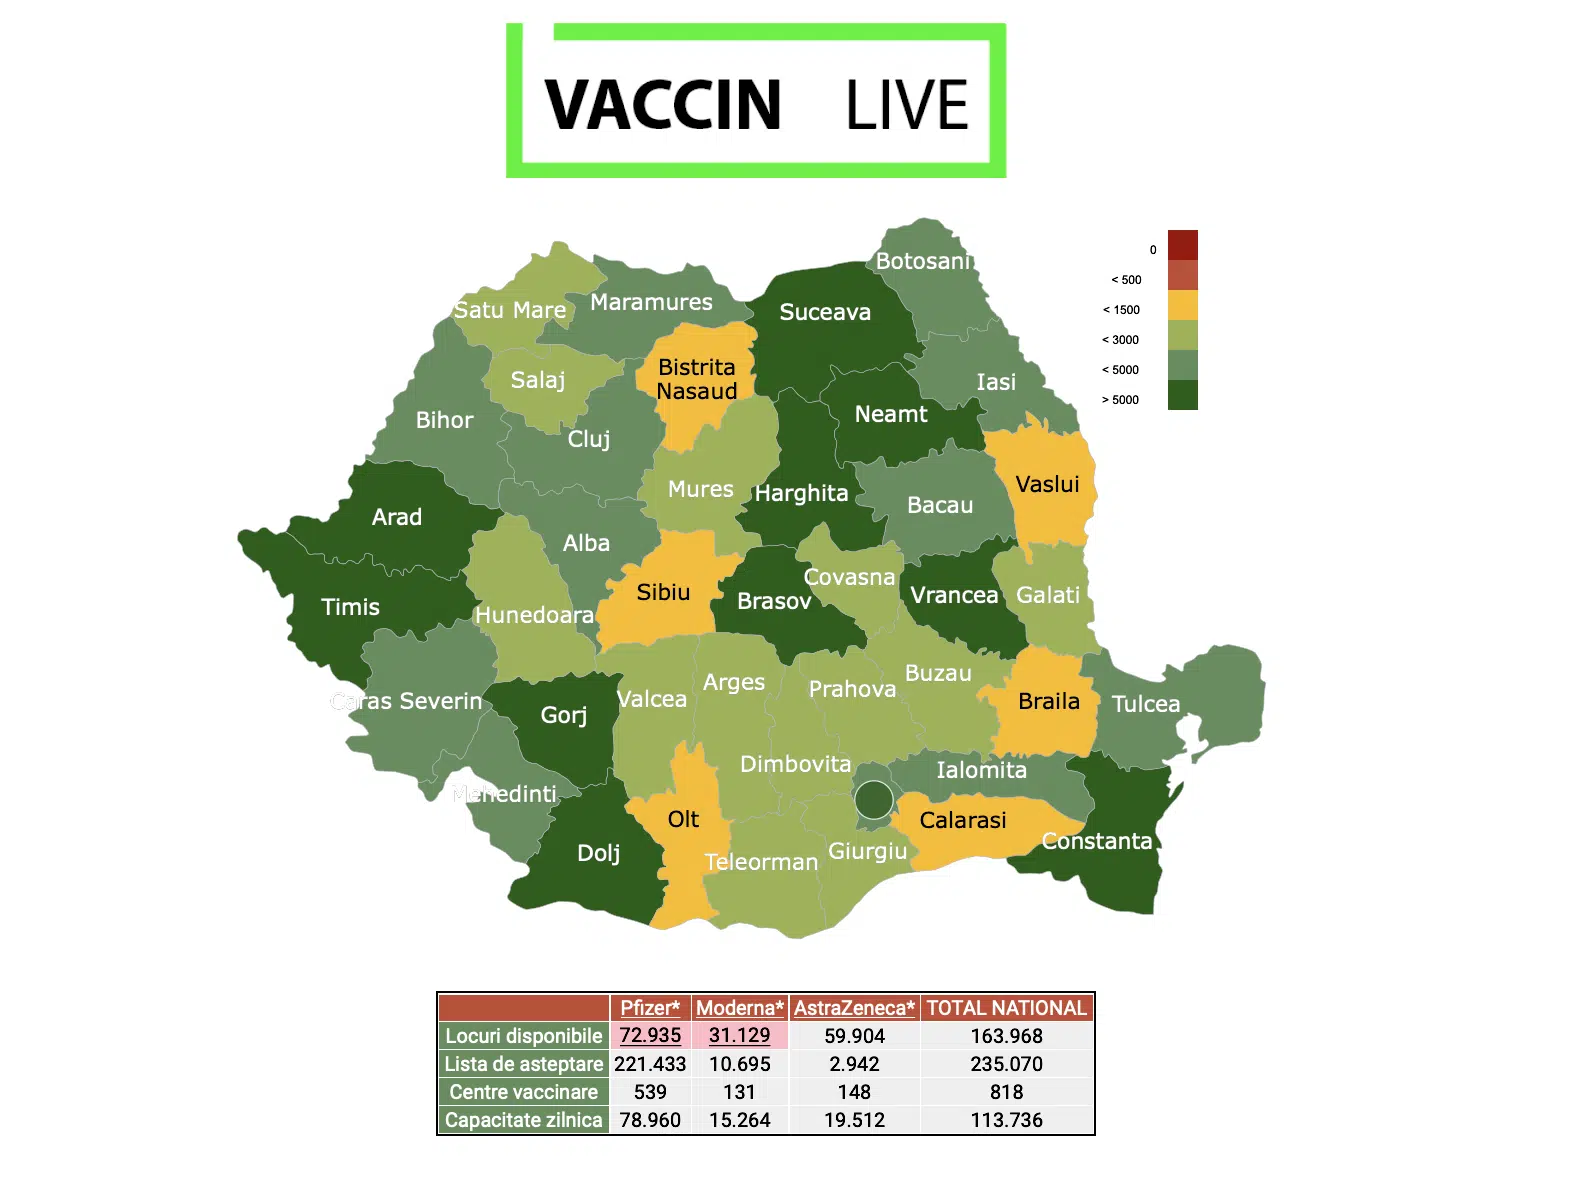 VACCIN LIVE
0
< 500
< 1500
< 3000
< 5000
> 5000
Botosani
Satu Mare
Maramures
Suceava
Bistrita
Nasaud
Salaj
Iasi
Bihor
Cluj
Neamt
Mures
Harghita
Vaslui
Bacau
Arad
Alba
Covasna
Sibiu
Brasov
Vrancea
Galati
Timis
Hunedoara
Buzau
Arges
Prahova
Valcea
Caras Severin
Braila
Tulcea
Gorj
Dimbovita
Ialomita
Mehedinti
Olt
Calarasi
Constanta
Dolj
Teleorman
Giurgiu
Pfizer* Moderna* AstraZeneca* TOTAL NATIONAL
Locuri disponibile 72.935 31.129 59.904 163.968
Lista de asteptare 221.433 10.695 2.942 235.070
Centre vaccinare 539 131 148 818
Capacitate zilnica 78.960 15.264 19.512 113.736